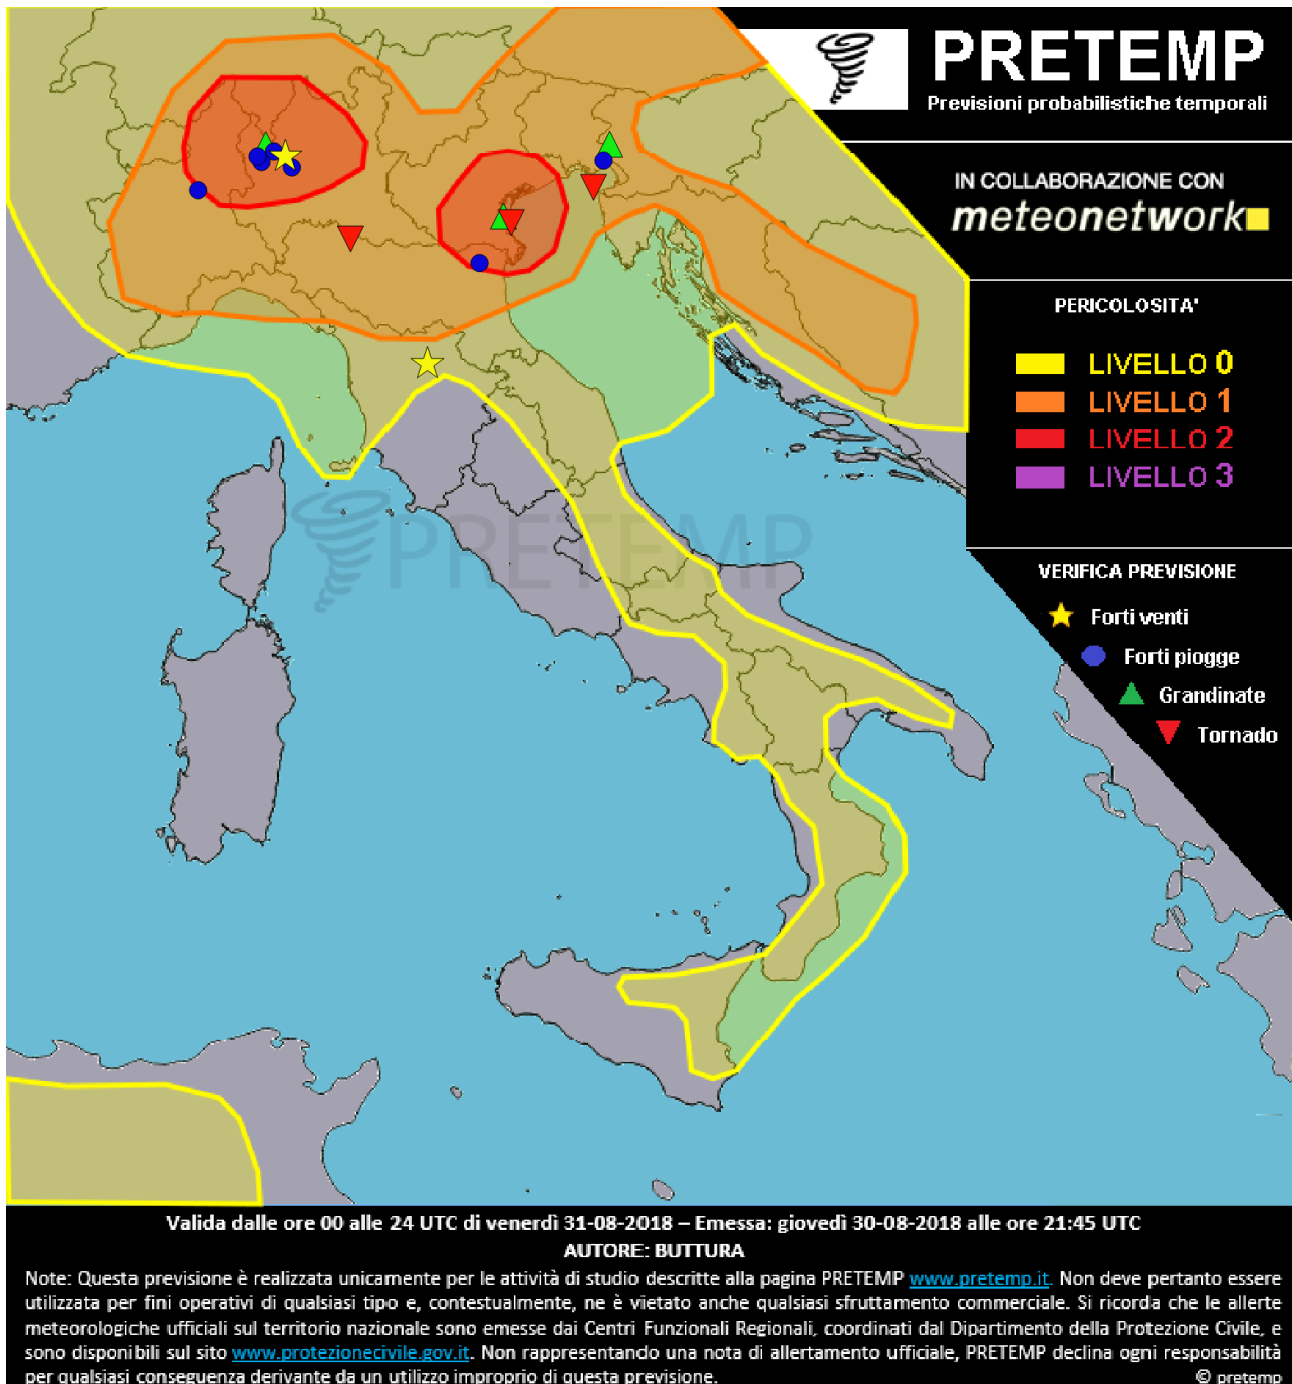 PRETEMP
Previsioni probabilistiche temporali
IN COLLABORAZIONE CON
meteonetwork
PERICOLOSITA'
LIVELLO 0
LIVELLO 1
LIVELLO 2
LIVELLO 3
PRETEMP
VERIFICA PREVISIONE
Forti venti
Forti piogge
Grandinate
Tornado
Valida dalle ore 00 alle 24 UTC di venerdì 31-08-2018 – Emessa: giovedì 30-08-2018 alle ore 21:45 UTC
AUTORE: BUTTURA
Note: Questa previsione è realizzata unicamente per le attività di studio descritte alla pagina PRETEMP www.pretemp.it. Non deve pertanto essere
utilizzata per fini operativi di qualsiasi tipo e, contestualmente, ne è vietato anche qualsiasi sfruttamento commerciale. Si ricorda che le allerte
meteorologiche ufficiali sul territorio nazionale sono emesse dai Centri Funzionali Regionali, coordinati dal Dipartimento della Protezione Civile, e
sono disponibili sul sito www.protezionecivile.gov.it. Non rappresentando una nota di allertamento ufficiale, PRETEMP declina ogni responsabilità
per qualsiasi conseguenza derivante da un utilizzo improprio di questa previsione.
© pretemp